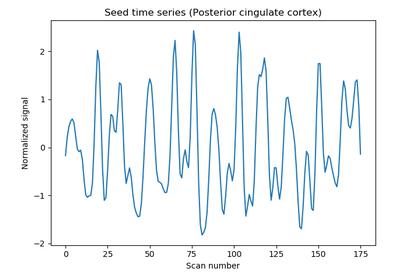 Seed time series (Posterior cingulate cortex)
Normalized signal
2
1
0
−1
−2
0 25 50 75 100 125 150 175
Scan number